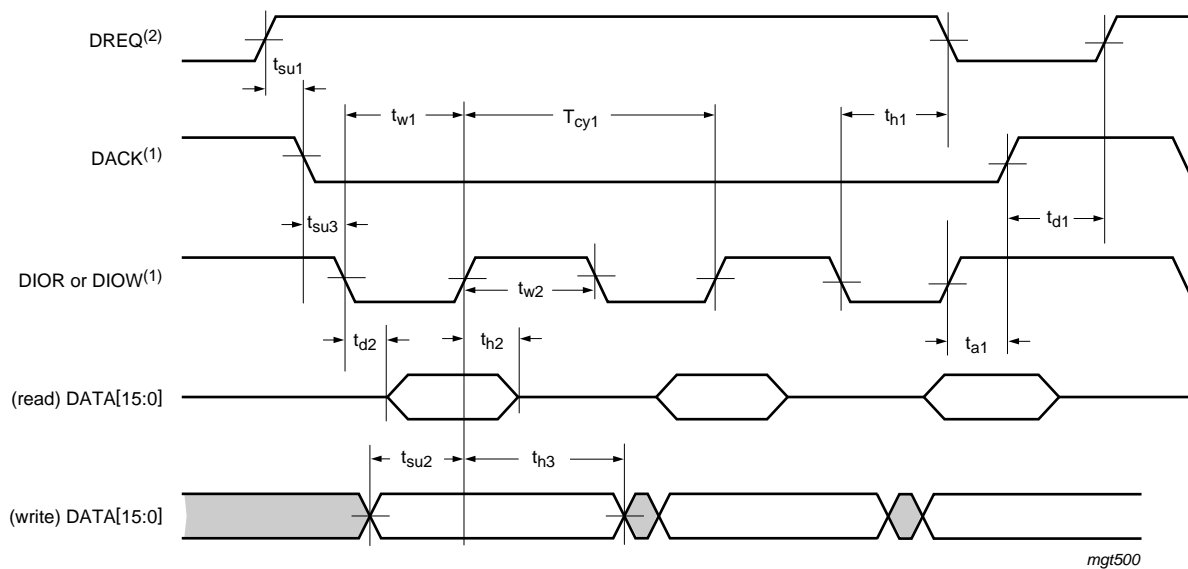 DREQ(2)
tsu1
tw1
Tcy1
th1
DACK(1)
tsu3
td1
DIOR or DIOW(1)
tw2
td2
th2
ta1
(read) DATA[15:0]
tsu2
th3
(write) DATA[15:0]
mgt500